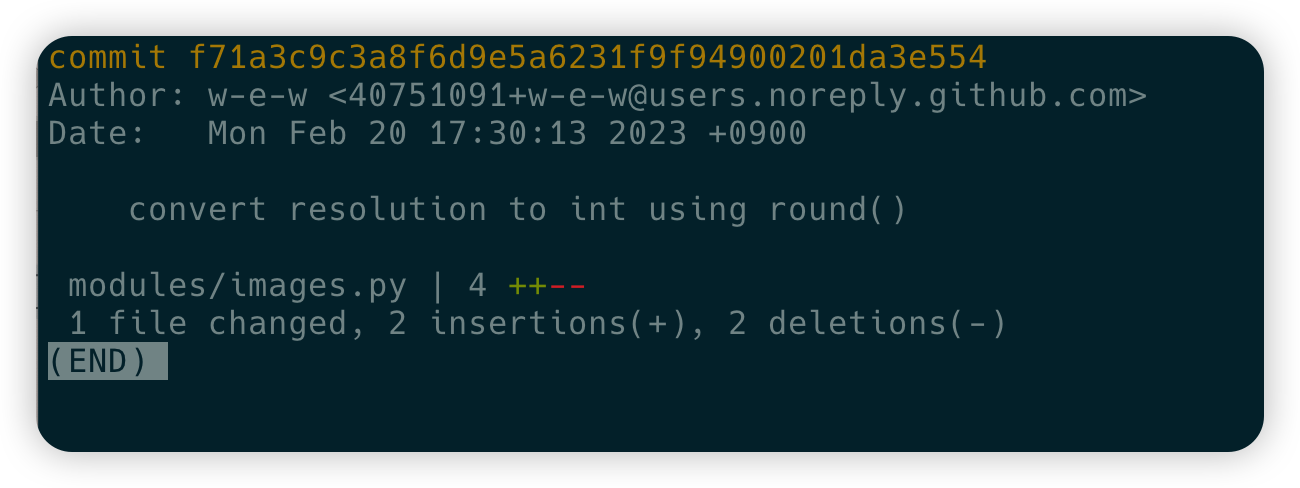 commit f71a3c9c3a8f6d9e5a6231f9f94900201da3e554
Author: w-e-w <40751091+w-e-w@users.noreply.github.com>
Date:   Mon Feb 20 17:30:13 2023 +0900
    convert resolution to int using round()
 modules/images.py | 4 ++--
 1 file changed, 2 insertions(+), 2 deletions(-)
(END)